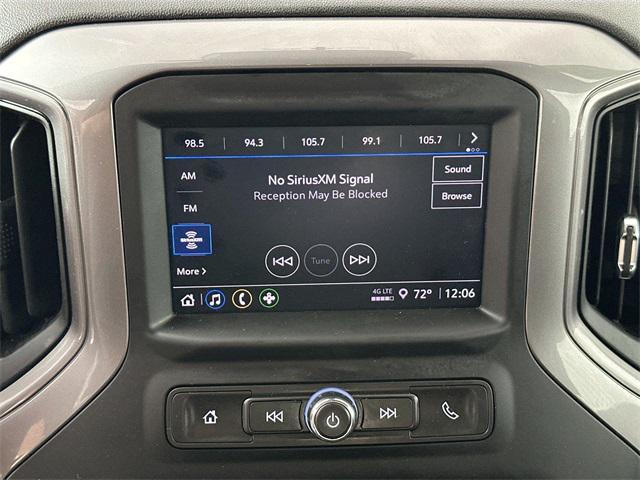 98.5 94.3 105.7 99.1 105.7
AM
No SiriusXM Signal
Sound
Reception May Be Blocked
FM
Browse
SiriusXM
Tune
More
4G LTE
72° 12:06